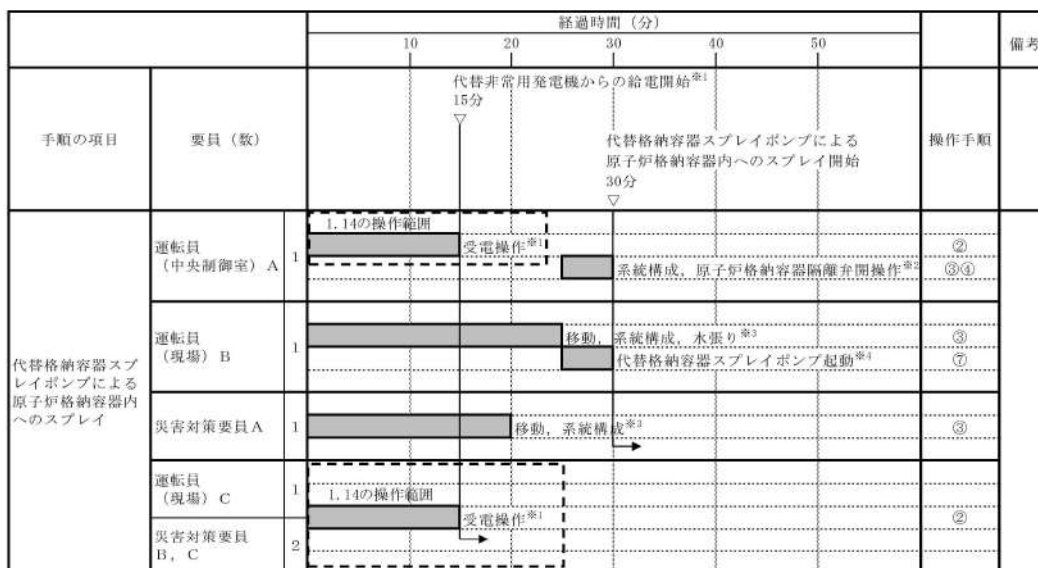 経過時間（分）
備考
10 20 30 40 50
手順の項目
要員（数）
操作手順
代替非常用発電機からの給電開始※1
15分
▽
代替格納容器スプレイポンプによる
原子炉格納容器内へのスプレイ開始
30分
▽
代替格納容器スプ
レイポンプによる
原子炉格納容器内
へのスプレイ
運転員
（中央制御室）A
1
1.14の操作範囲
受電操作※1
②
系統構成，原子炉格納容器隔離弁開操作※2
③④
運転員
（現場）B
1
移動，系統構成，水張り※3
③
代替格納容器スプレイポンプ起動※4
⑦
災害対策要員A
1
移動，系統構成※3
③
運転員
（現場）C
1
1.14の操作範囲
受電操作※1
②
災害対策要員
B，C
2